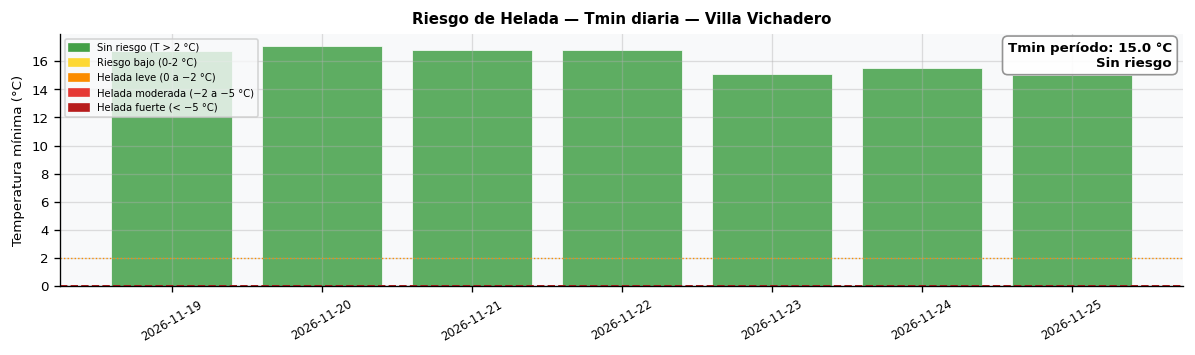 Riesgo de Helada — Tmin diaria — Villa Vichadero
Sin riesgo (T > 2 °C)
Riesgo bajo (0-2 °C)
Helada leve (0 a −2 °C)
Helada moderada (−2 a −5 °C)
Helada fuerte (< −5 °C)
Tmin período: 15.0 °C
Sin riesgo
Temperatura mínima (°C)
16
14
12
10
8
6
4
2
0
2026-11-19
2026-11-20
2026-11-21
2026-11-22
2026-11-23
2026-11-24
2026-11-25